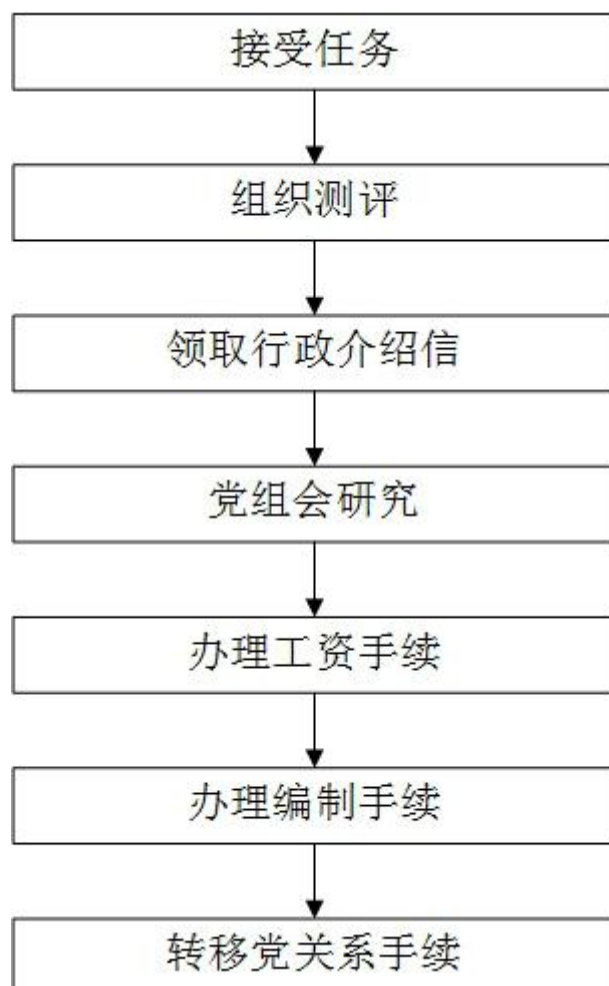 接受任务
组织测评
领取行政介绍信
党组会研究
办理工资手续
办理编制手续
转移党关系手续